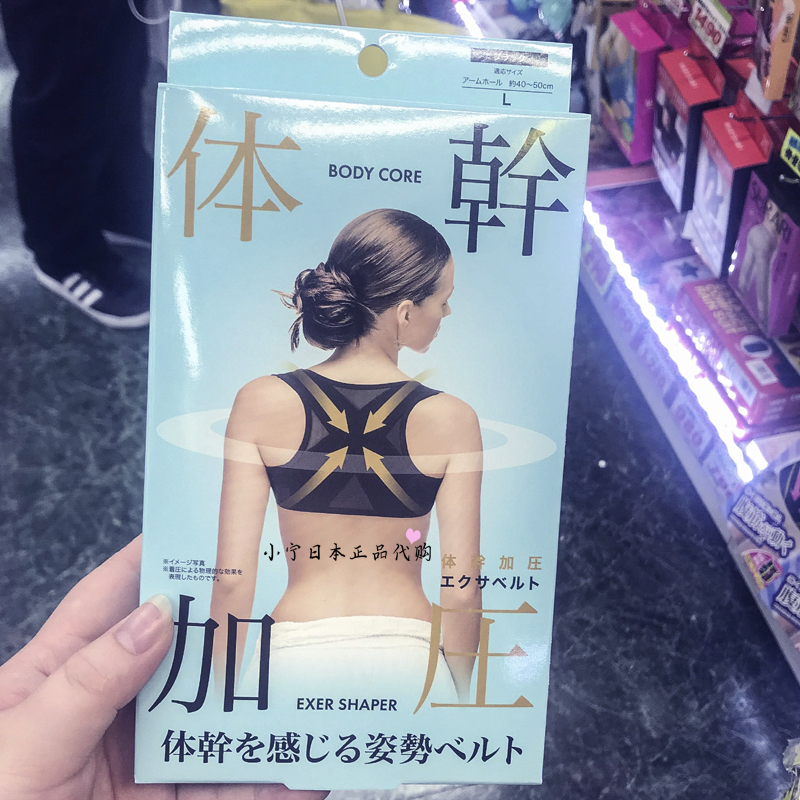 適応サイズ
アームホール 約40～50cm
L
体幹
BODY CORE
※イメージ写真
※着圧による物理的な効果を
表現したものです。
小宁日本正品代购
体幹加圧
エクサベルト
加圧
EXER SHAPER
体幹を感じる姿勢ベルト